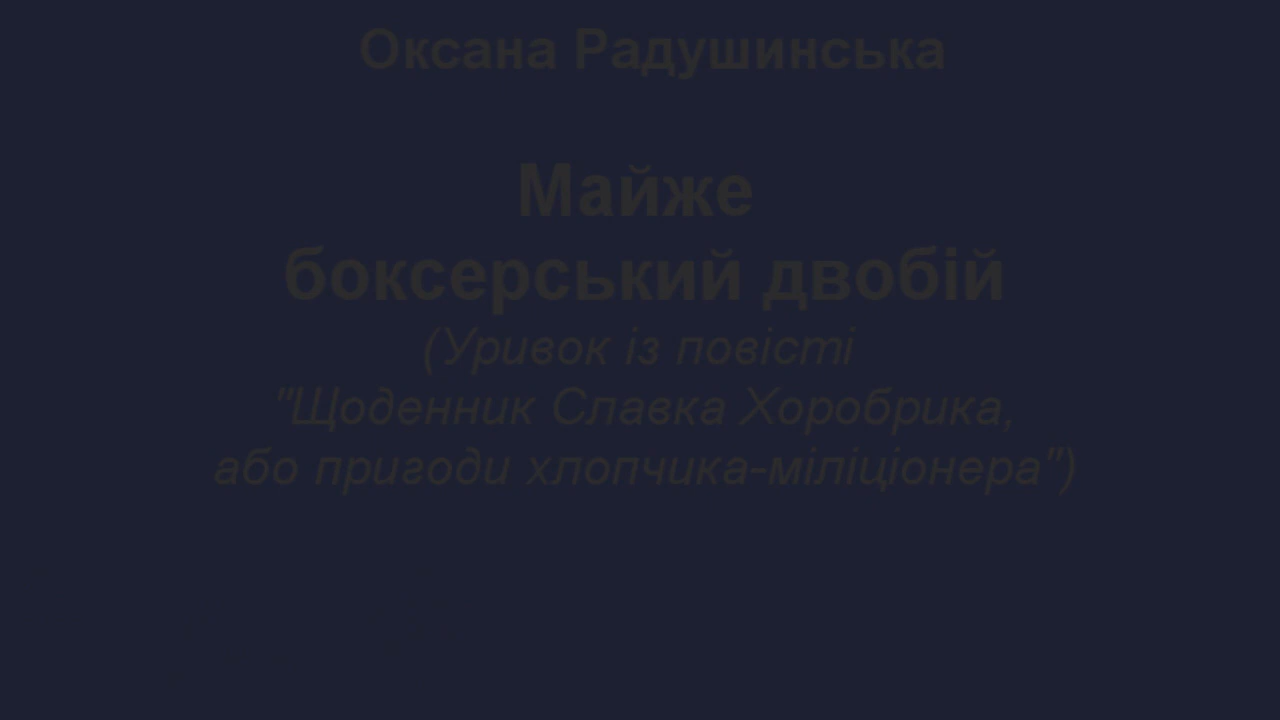 Оксана Радушинська
Майже
боксерський двобій
(Уривок із повісті
"Щоденник Славка Хоробрика,
або пригоди хлопчика-міліціонера")